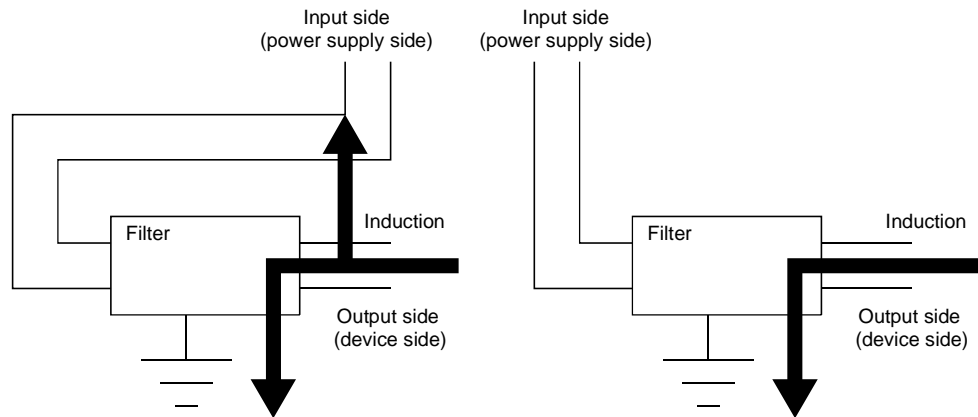 Input side
(power supply side)
Input side
(power supply side)
Filter
Induction
Output side
(device side)
Filter
Induction
Output side
(device side)